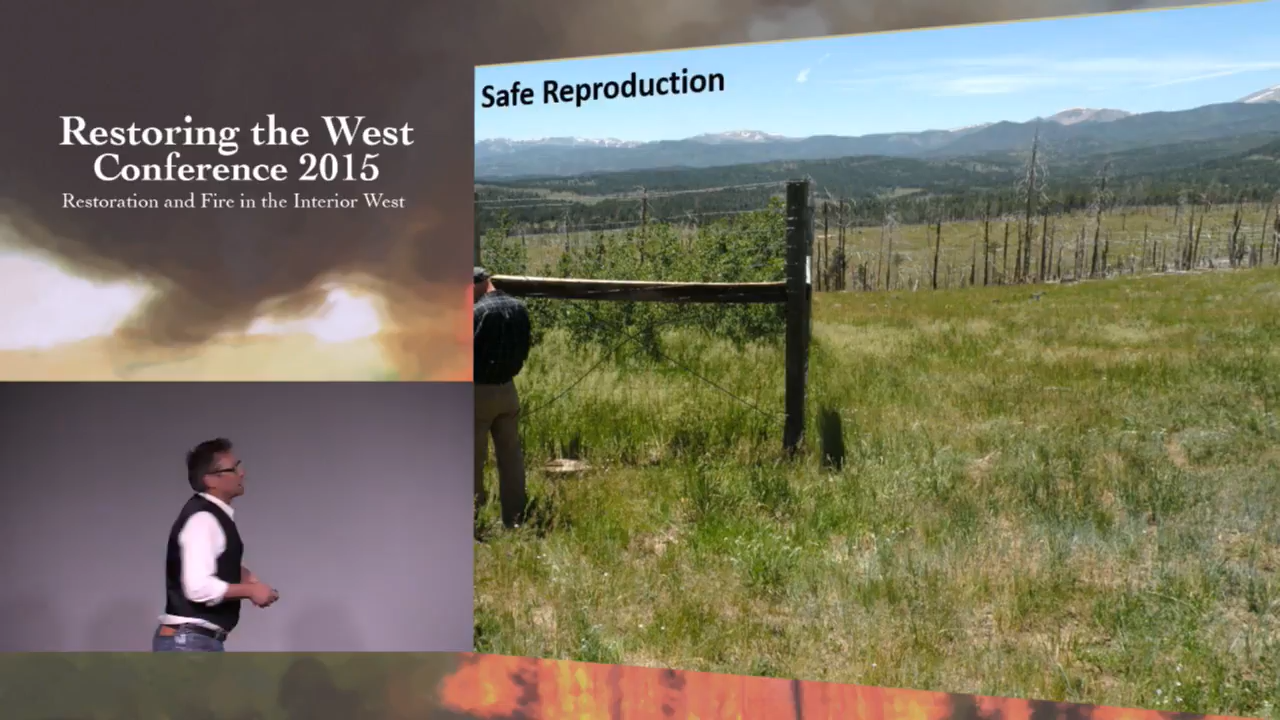 Restoring the West
Conference 2015
Restoration and Fire in the Interior West
Safe Reproduction